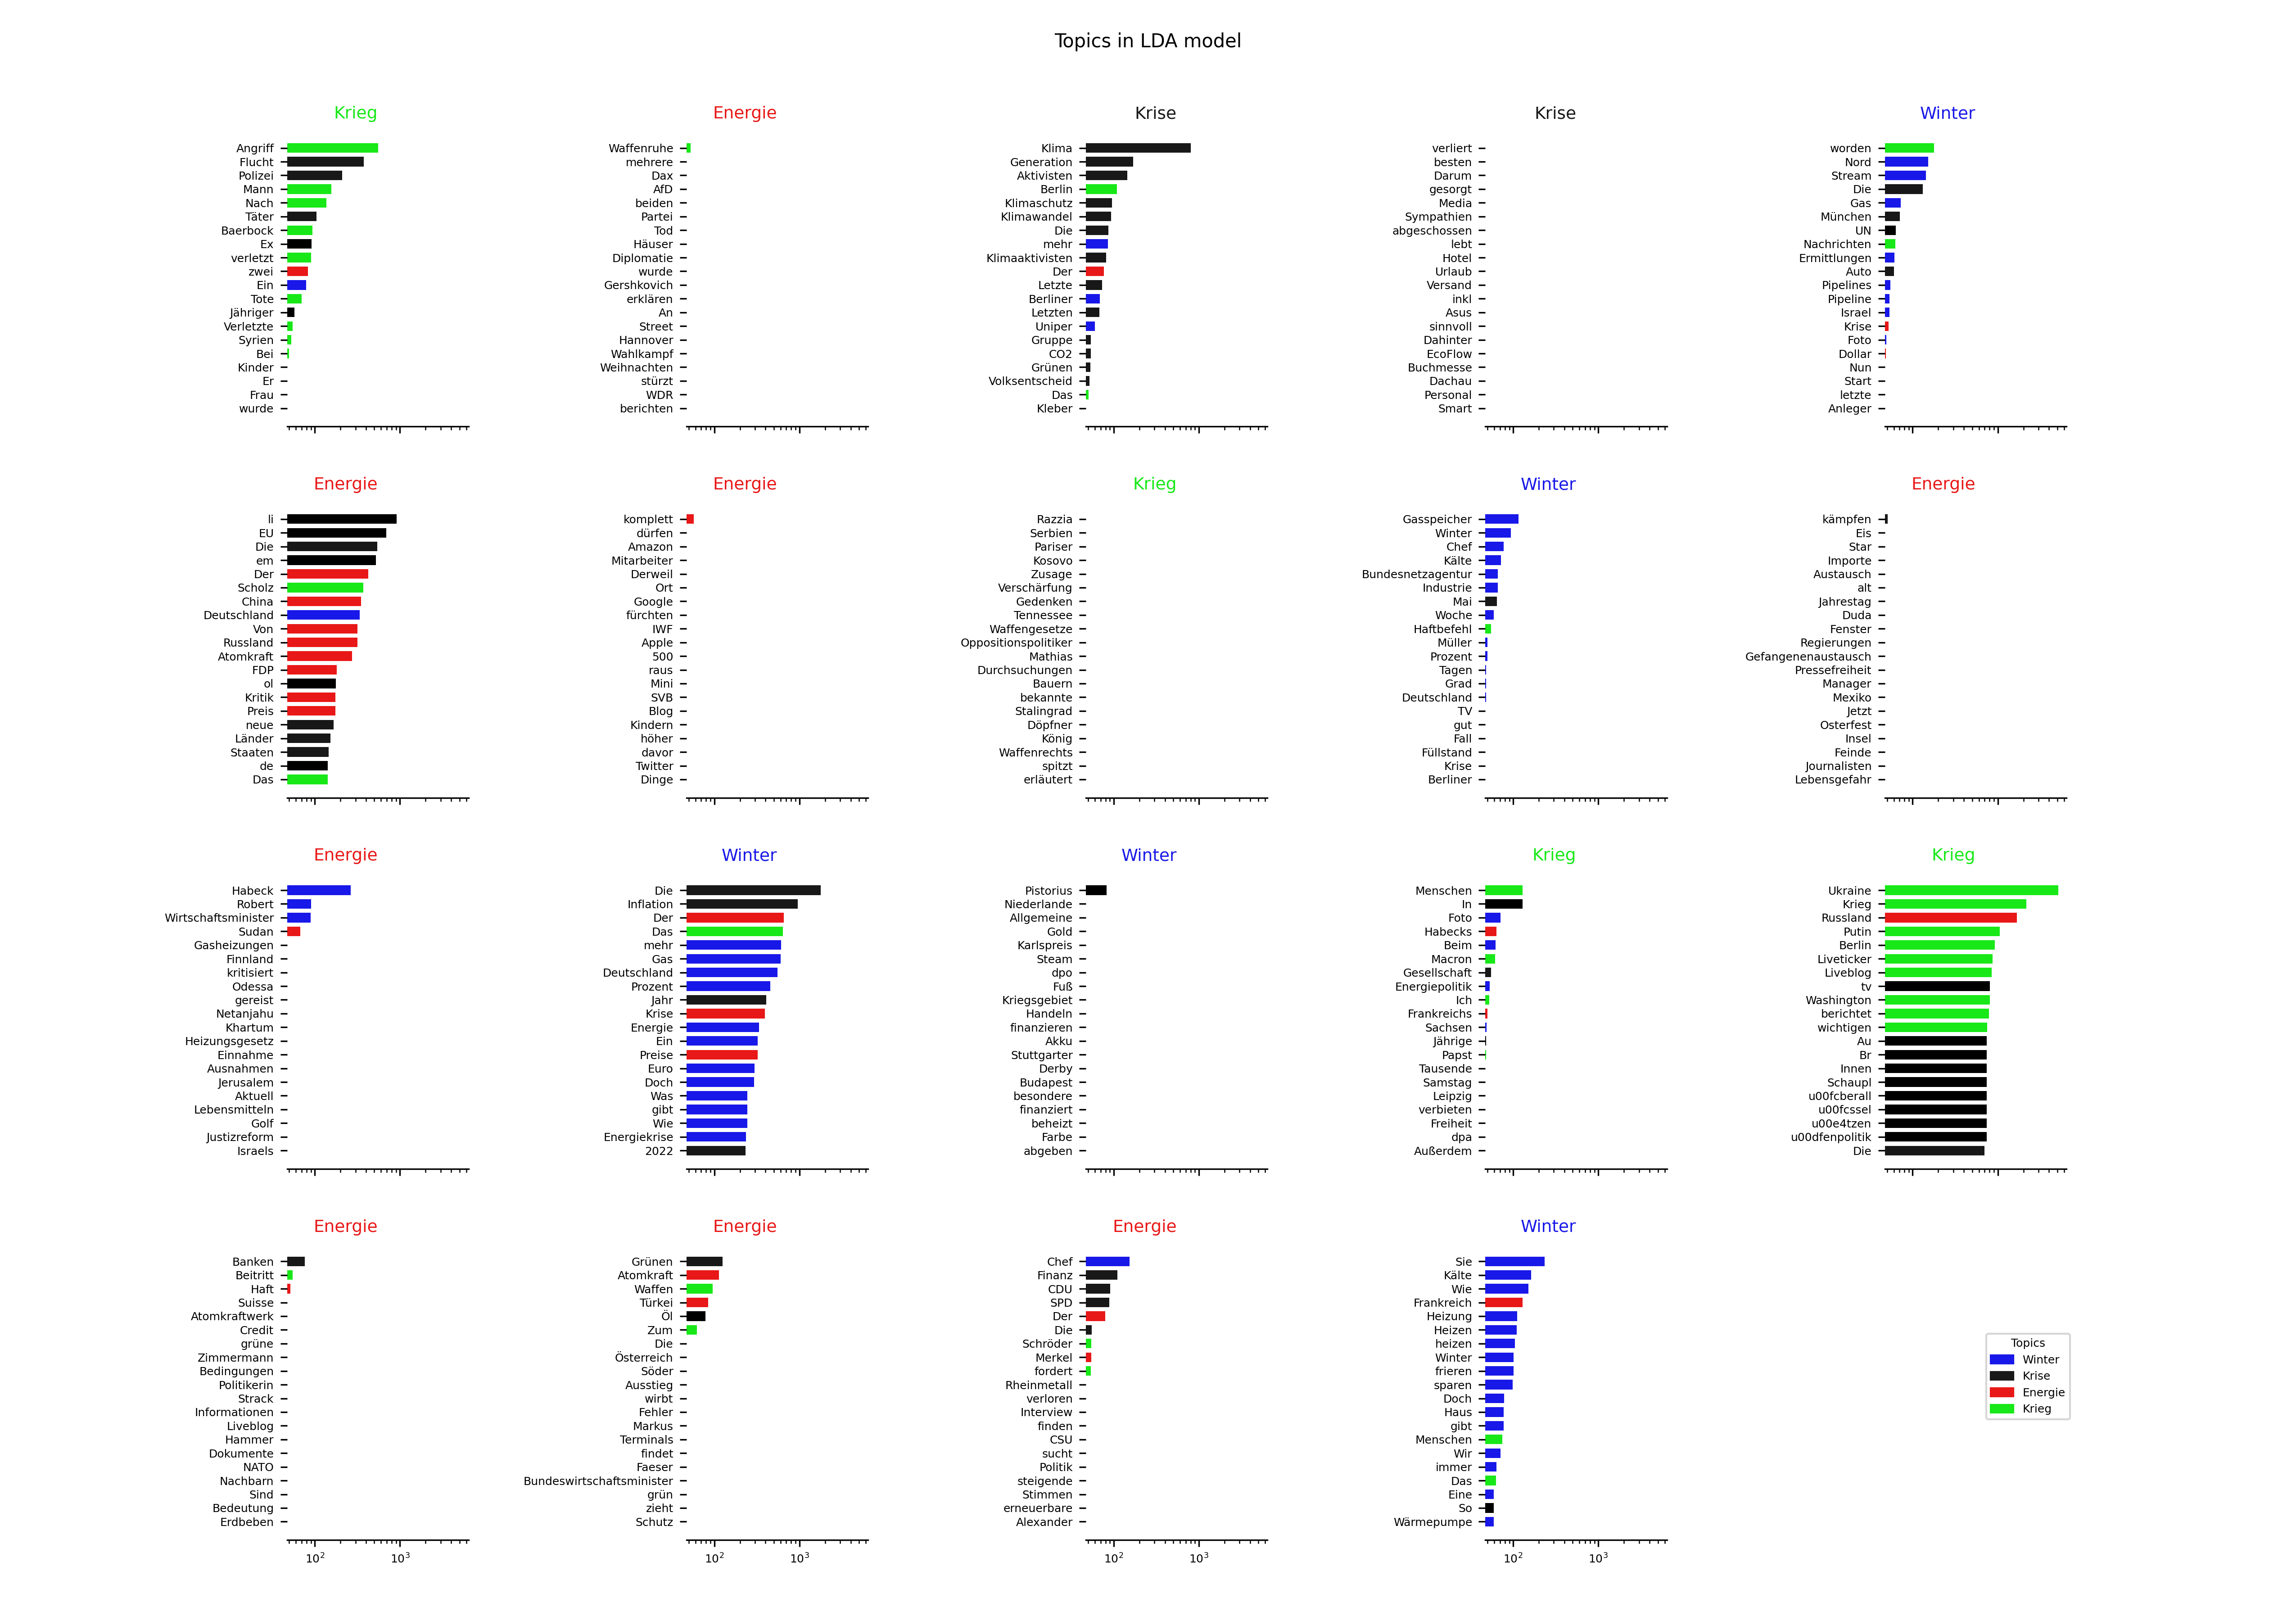 Topics in LDA model
Krieg
Angriff
Flucht
Polizei
Mann
Nach
Täter
Baerbock
Ex
verletzt
zwei
Ein
Tote
Jähriger
Verletzte
Syrien
Bei
Kinder
Er
Frau
wurde
Energie
Waffenruhe
mehrere
Dax
AfD
beiden
Partei
Tod
Häuser
Diplomatie
wurde
Gershkovich
erklären
An
Street
Hannover
Wahlkampf
Weihnachten
stürzt
WDR
berichten
Krise
Klima
Generation
Aktivisten
Berlin
Klimaschutz
Klimawandel
Die
mehr
Klimaaktivisten
Der
Letzte
Berliner
Letzten
Uniper
Gruppe
CO2
Grünen
Volksentscheid
Das
Kleber
Krise
verliert
besten
Darum
gesorgt
Media
Sympathien
abgeschossen
lebt
Hotel
Urlaub
Versand
inkl
Asus
sinnvoll
Dahinter
EcoFlow
Buchmesse
Dachau
Personal
Smart
Winter
worden
Nord
Stream
Die
Gas
München
UN
Nachrichten
Ermittlungen
Auto
Pipelines
Pipeline
Israel
Krise
Foto
Dollar
Nun
Start
letzte
Anleger
Energie
li
EU
Die
em
Der
Scholz
China
Deutschland
Von
Russland
Atomkraft
FDP
ol
Kritik
Preis
neue
Länder
Staaten
de
Das
Energie
komplett
dürfen
Amazon
Mitarbeiter
Derweil
Ort
Google
fürchten
IWF
Apple
500
raus
Mini
SVB
Blog
Kindern
höher
davor
Twitter
Dinge
Krieg
Razzia
Serbien
Pariser
Kosovo
Zusage
Verschärfung
Gedenken
Tennessee
Waffengesetze
Oppositionspolitiker
Mathias
Durchsuchungen
Bauern
bekannte
Stalingrad
Döpfner
König
Waffenrechts
spitzt
erläutert
Winter
Gasspeicher
Winter
Chef
Kälte
Bundesnetzagentur
Industrie
Mai
Woche
Haftbefehl
Müller
Prozent
Tagen
Grad
Deutschland
TV
gut
Fall
Füllstand
Krise
Berliner
Energie
kämpfen
Eis
Star
Importe
Austausch
alt
Jahrestag
Duda
Fenster
Regierungen
Gefangenenaustausch
Pressefreiheit
Manager
Mexiko
Jetzt
Osterfest
Insel
Feinde
Journalisten
Lebensgefahr
Energie
Habeck
Robert
Wirtschaftsminister
Sudan
Gasheizungen
Finnland
kritisiert
Odessa
gereist
Netanjahu
Khartum
Heizungsgesetz
Einnahme
Ausnahmen
Jerusalem
Aktuell
Lebensmitteln
Golf
Justizreform
Israels
Winter
Die
Inflation
Der
Das
mehr
Gas
Deutschland
Prozent
Jahr
Krise
Energie
Ein
Preise
Euro
Doch
Was
gibt
Wie
Energiekrise
2022
Winter
Pistorius
Niederlande
Allgemeine
Gold
Karlspreis
Steam
dpo
Fuß
Kriegsgebiet
Handeln
finanzieren
Akku
Stuttgarter
Derby
Budapest
besondere
finanziert
beheizt
Farbe
abgeben
Krieg
Menschen
In
Foto
Habecks
Beim
Macron
Gesellschaft
Energiepolitik
Ich
Frankreichs
Sachsen
Jährige
Papst
Tausende
Samstag
Leipzig
verbieten
Freiheit
dpa
Außerdem
Krieg
Ukraine
Krieg
Russland
Putin
Berlin
Liveticker
Liveblog
tv
Washington
berichtet
wichtigen
Au
Br
Innen
Schaupl
u00fcberall
u00fcssel
u00e4tzen
u00dfenpolitik
Die
Energie
Banken
Beitritt
Haft
Suisse
Atomkraftwerk
Credit
grüne
Zimmermann
Bedingungen
Politikerin
Strack
Informationen
Liveblog
Hammer
Dokumente
NATO
Nachbarn
Sind
Bedeutung
Erdbeben
10²
10³
Energie
Grünen
Atomkraft
Waffen
Türkei
Öl
Zum
Die
Österreich
Söder
Ausstieg
wirbt
Fehler
Markus
Terminals
findet
Faeser
Bundeswirtschaftsminister
grün
zieht
Schutz
10²
10³
Energie
Chef
Finanz
CDU
SPD
Der
Die
Schröder
Merkel
fordert
Rheinmetall
verloren
Interview
finden
CSU
sucht
Politik
steigende
Stimmen
erneuerbare
Alexander
10²
10³
Winter
Sie
Kälte
Wie
Frankreich
Heizung
Heizen
heizen
Winter
frieren
sparen
Doch
Haus
gibt
Menschen
Wir
immer
Das
Eine
So
Wärmepumpe
10²
10³
Topics
Winter
Krise
Energie
Krieg